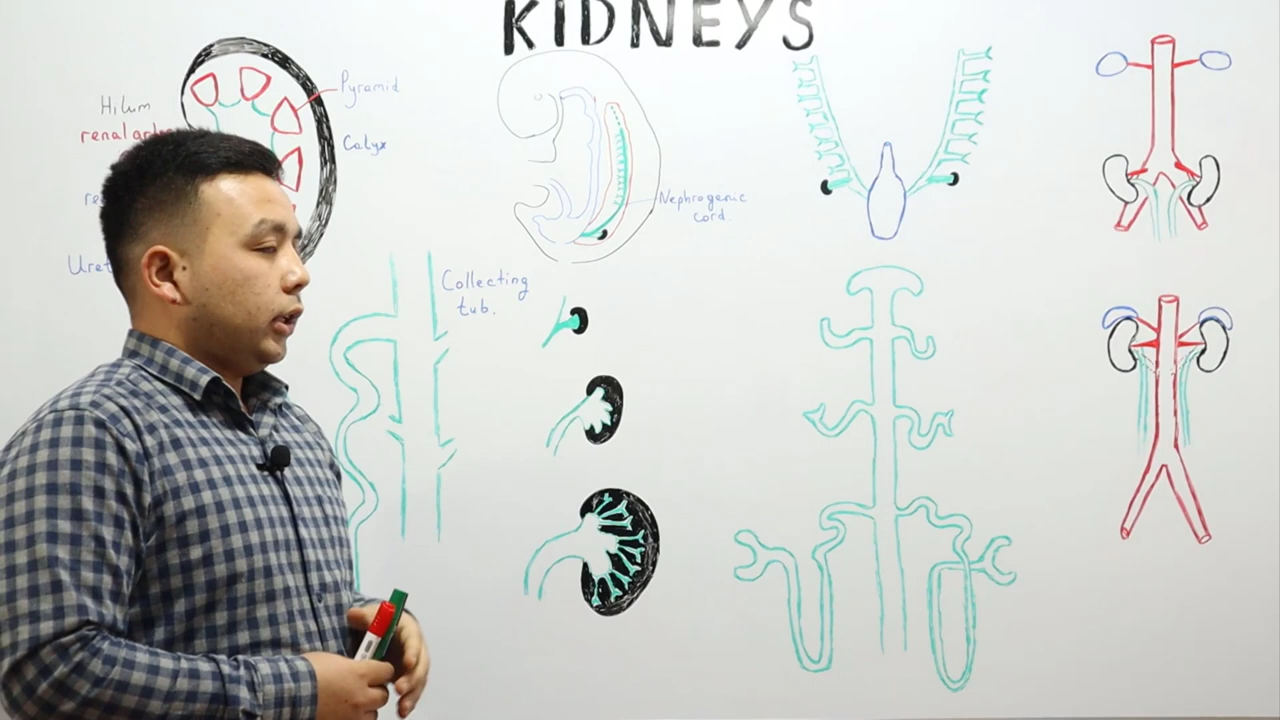 KIDNEYS
Hilum
Pyramid
Calyx
Nephrogenic
cord.
Collecting
tub.